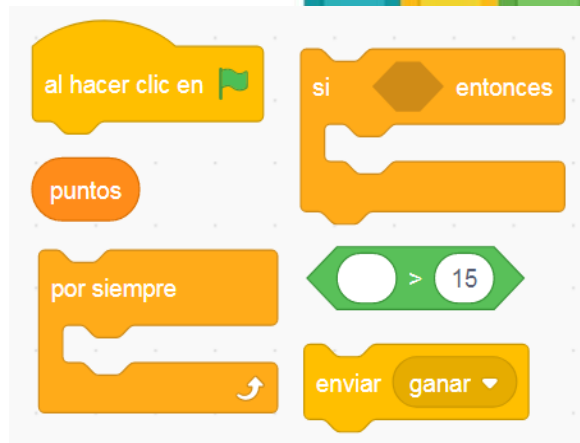 al hacer clic en
si entonces
puntos
por siempre
> 15
enviar ganar